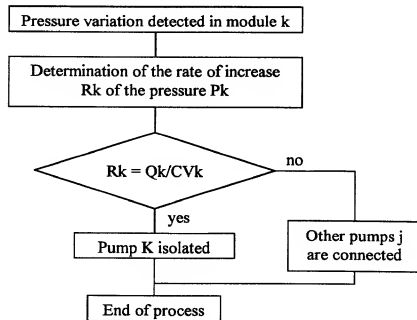 Pressure variation detected in module k
Determination of the rate of increase
Rk of the pressure Pk
Rk = Qk/CVk
no
yes
Pump K isolated
Other pumps j
are connected
End of process